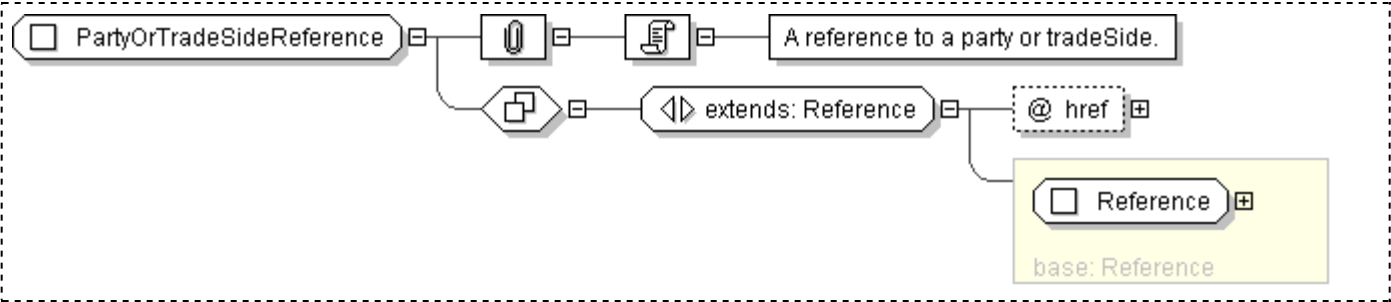 PartyOrTradeSideReference
A reference to a party or tradeSide.
extends: Reference
@ href
Reference
base: Reference